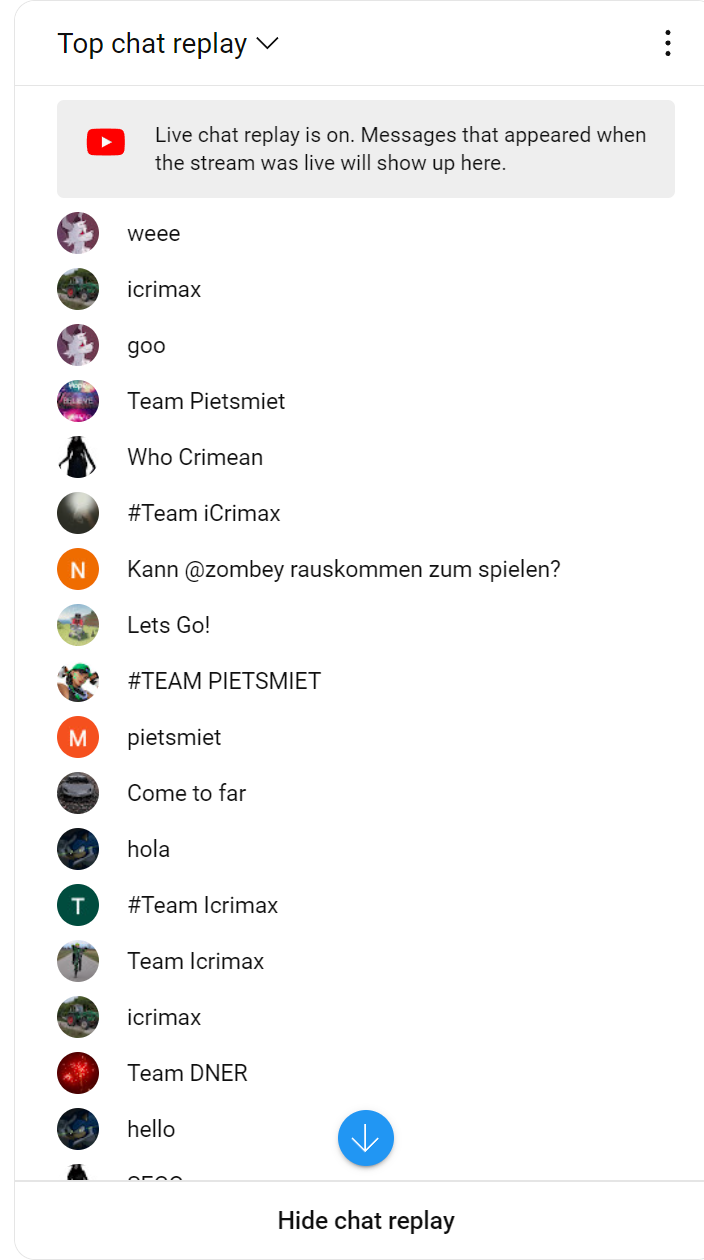 Top chat replay
Live chat replay is on. Messages that appeared when
the stream was live will show up here.
weee
icrimax
goo
Team Pietsmiet
Who Crimean
#Team iCrimax
N
Kann @zombey rauskommen zum spielen?
Lets Go!
#TEAM PIETSMIET
M
pietsmiet
Come to far
hola
T
#Team Icrimax
Team Icrimax
icrimax
Team DNER
hello
Hide chat replay